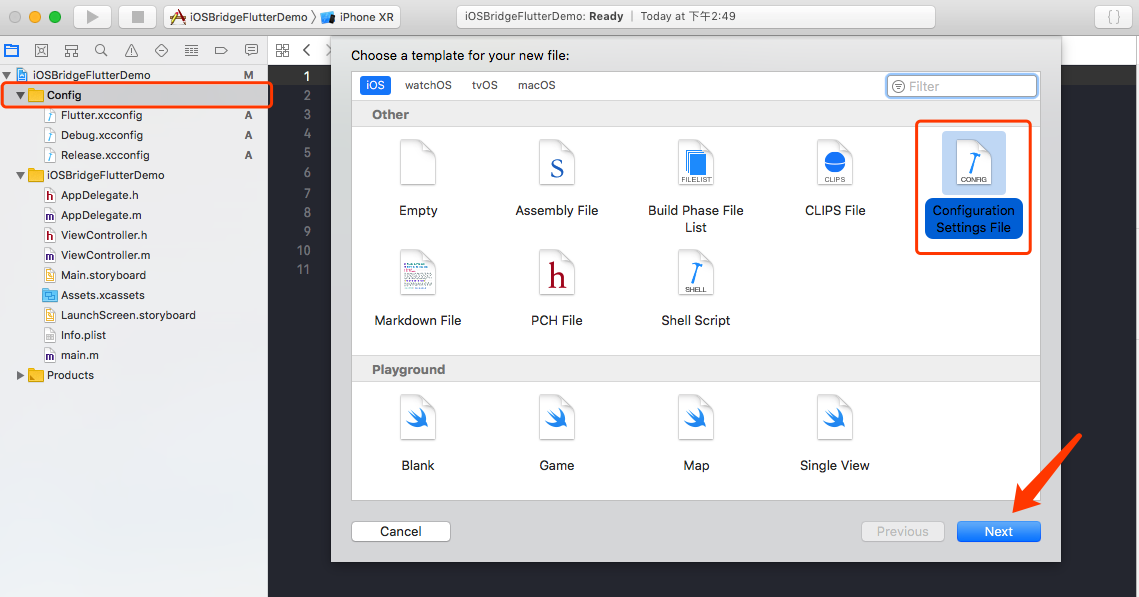 iOSBridgeFlutterDemo
iPhone XR
iOSBridgeFlutterDemo: Ready
Today at 下午2:49
{ }
iOSBridgeFlutterDemo
M
Config
Flutter.xcconfig
A
Debug.xcconfig
A
Release.xcconfig
A
iOSBridgeFlutterDemo
h AppDelegate.h
m AppDelegate.m
h ViewController.h
m ViewController.m
Main.storyboard
Assets.xcassets
LaunchScreen.storyboard
Info.plist
m main.m
Products
1
2
3
4
5
6
7
8
9
10
11
Choose a template for your new file:
iOS
watchOS
tvOS
macOS
Filter
Other
S
FILELIST
CLIPS
CONFIG
Empty
Assembly File
Build Phase File
List
CLIPS File
Configuration
Settings File
h
SHELL
Markdown File
PCH File
Shell Script
Playground
Blank
Game
Map
Single View
Cancel
Previous
Next